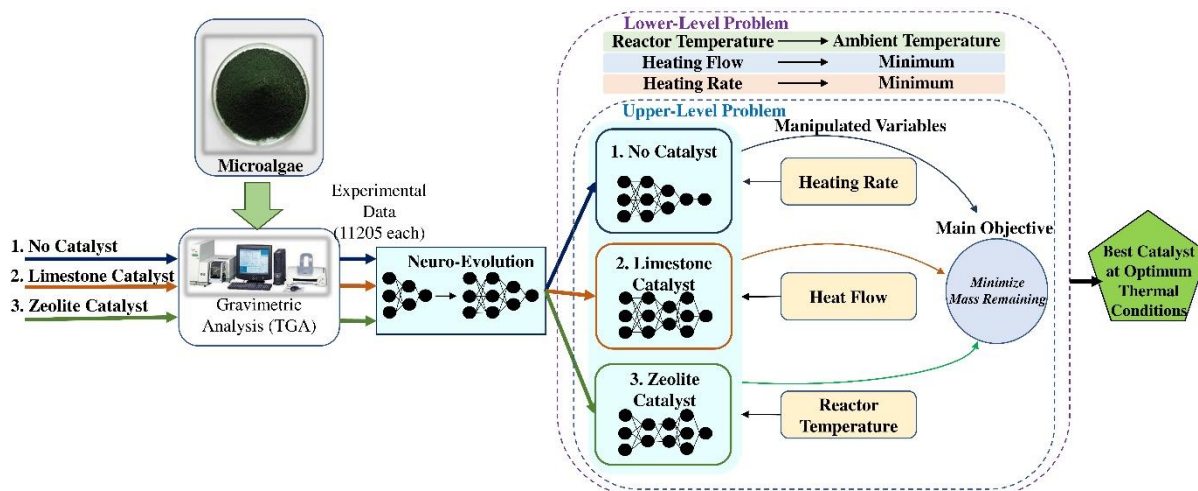 Lower-Level Problem
Reactor Temperature
Ambient Temperature
Heating Flow
Minimum
Heating Rate
Minimum
Microalgae
Upper-Level Problem
Manipulated Variables
1. No Catalyst
Heating Rate
Experimental
Data
(11205 each)
1. No Catalyst
2. Limestone Catalyst
3. Zeolite Catalyst
Gravimetric
Analysis (TGA)
Neuro-Evolution
2. Limestone
Catalyst
Heat Flow
Main Objective
Minimize
Mass Remaining
Best Catalyst
at Optimum
Thermal
Conditions
3. Zeolite
Catalyst
Reactor
Temperature